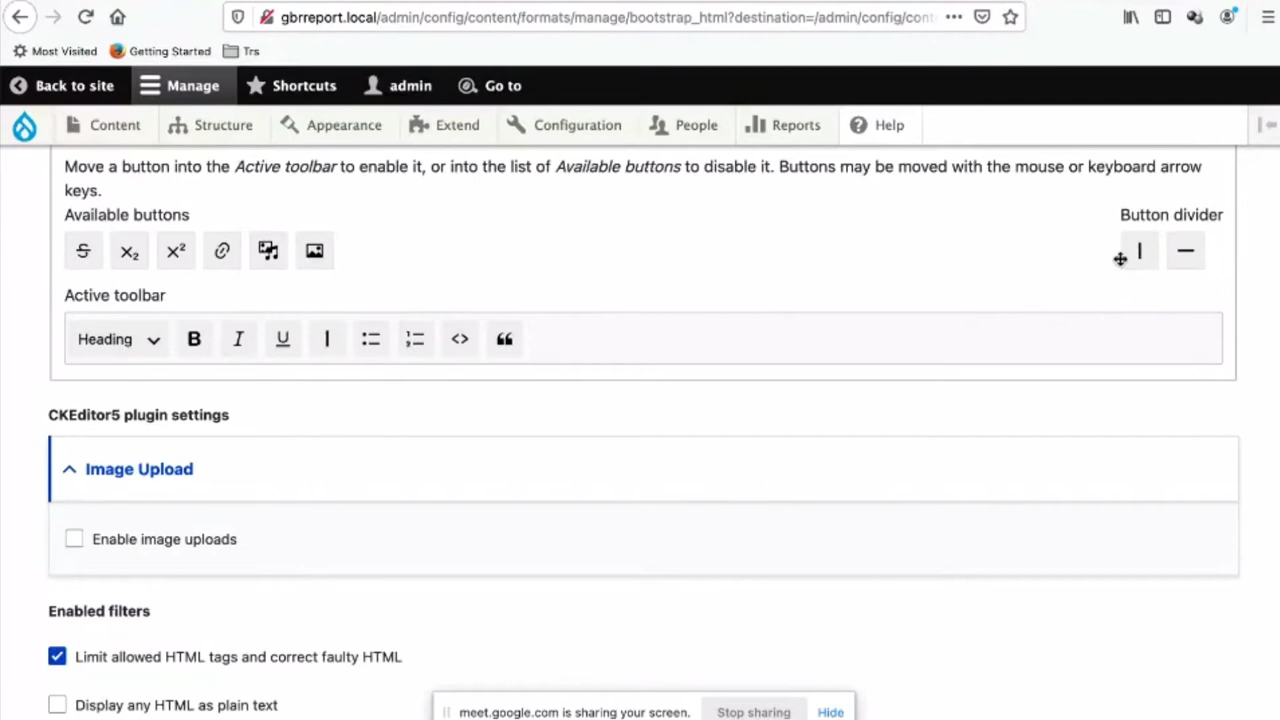 gbrreport.local/admin/config/content/formats/manage/bootstrap_html?destination=/admin/config/cont
Most Visited Getting Started Trs
Back to site Manage Shortcuts admin Go to
Content Structure Appearance Extend Configuration People Reports Help
Move a button into the Active toolbar to enable it, or into the list of Available buttons to disable it. Buttons may be moved with the mouse or keyboard arrow
keys.
Available buttons Button divider
S X₂ X²
Active toolbar
Heading B I U
CKEditor5 plugin settings
Image Upload
Enable image uploads
Enabled filters
Limit allowed HTML tags and correct faulty HTML
Display any HTML as plain text
meet.google.com is sharing your screen. Stop sharing Hide